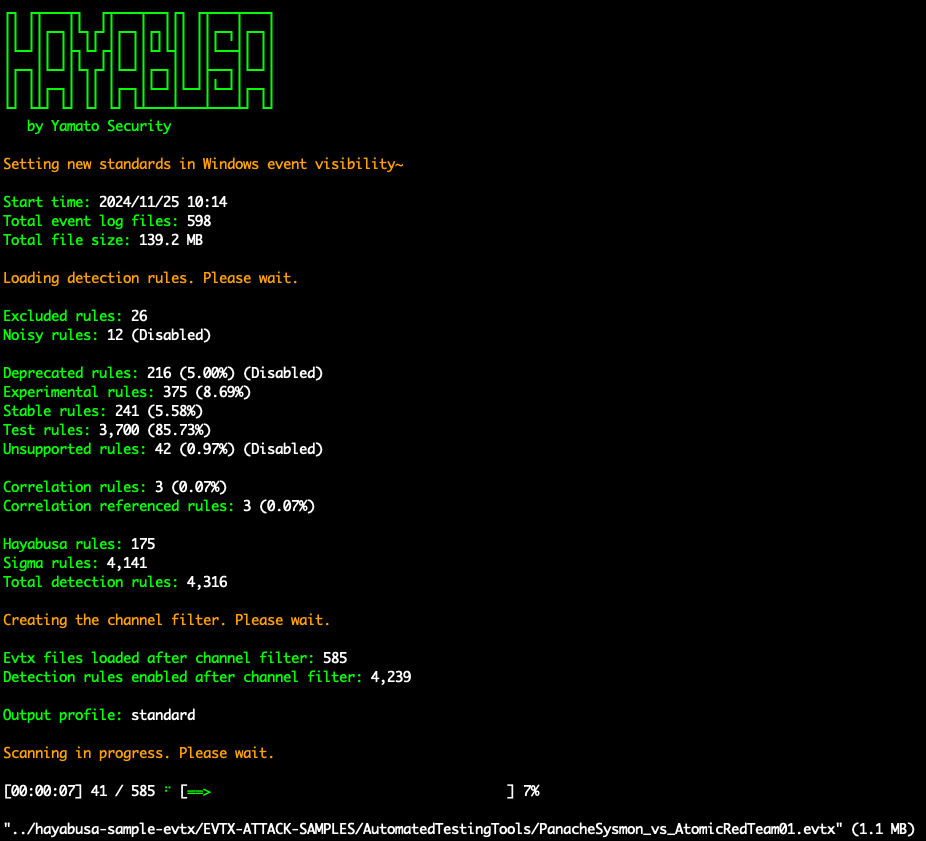 HAYABUSA
by Yamato Security
Setting new standards in Windows event visibility~
Start time: 2024/11/25 10:14
Total event log files: 598
Total file size: 139.2 MB
Loading detection rules. Please wait.
Excluded rules: 26
Noisy rules: 12 (Disabled)
Deprecated rules: 216 (5.00%) (Disabled)
Experimental rules: 375 (8.69%)
Stable rules: 241 (5.58%)
Test rules: 3,700 (85.73%)
Unsupported rules: 42 (0.97%) (Disabled)
Correlation rules: 3 (0.07%)
Correlation referenced rules: 3 (0.07%)
Hayabusa rules: 175
Sigma rules: 4,141
Total detection rules: 4,316
Creating the channel filter. Please wait.
Evtx files loaded after channel filter: 585
Detection rules enabled after channel filter: 4,239
Output profile: standard
Scanning in progress. Please wait.
[00:00:07] 41 / 585 ⠋ [==> ] 7%
"../hayabusa-sample-evtx/EVTX-ATTACK-SAMPLES/AutomatedTestingTools/PanacheSysmon_vs_AtomicRedTeam01.evtx" (1.1 MB)